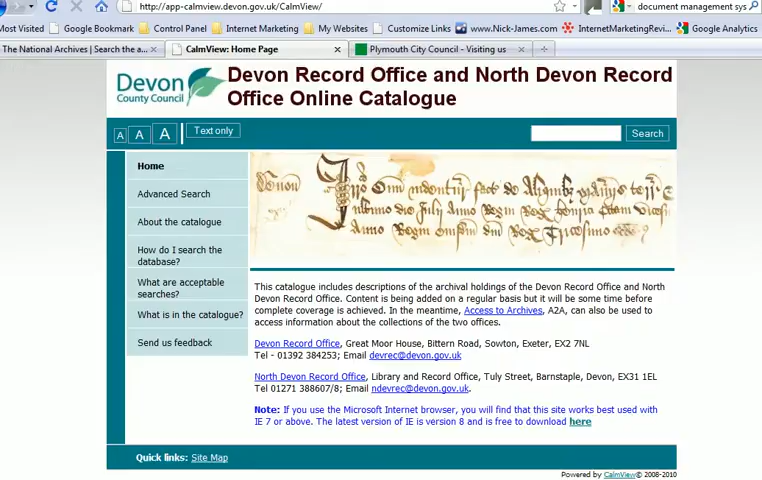 http://app-calmview.devon.gov.uk/CalmView/
document management sys
Most Visited
Google Bookmark
Control Panel
Internet Marketing
My Websites
Customize Links
www.Nick-James.com
InternetMarketingRevi...
Google Analytics
The National Archives | Search the a...
CalmView: Home Page
Plymouth City Council - Visiting us
Devon
County Council
Devon Record Office and North Devon Record
Office Online Catalogue
A A A
Text only
Search
Home
Advanced Search
About the catalogue
How do I search the
database?
What are acceptable
searches?
What is in the catalogue?
Send us feedback
This catalogue includes descriptions of the archival holdings of the Devon Record Office and North
Devon Record Office. Content is being added on a regular basis but it will be some time before
complete coverage is achieved. In the meantime, Access to Archives, A2A, can also be used to
access information about the collections of the two offices.
Devon Record Office, Great Moor House, Bittern Road, Sowton, Exeter, EX2 7NL
Tel - 01392 384253; Email devrec@devon.gov.uk
North Devon Record Office, Library and Record Office, Tuly Street, Barnstaple, Devon, EX31 1EL
Tel 01271 388607/8; Email ndevrec@devon.gov.uk.
Note: If you use the Microsoft Internet browser, you will find that this site works best used with
IE 7 or above. The latest version of IE is version 8 and is free to download here
Quick links: Site Map
Powered by CalmView© 2008-2010